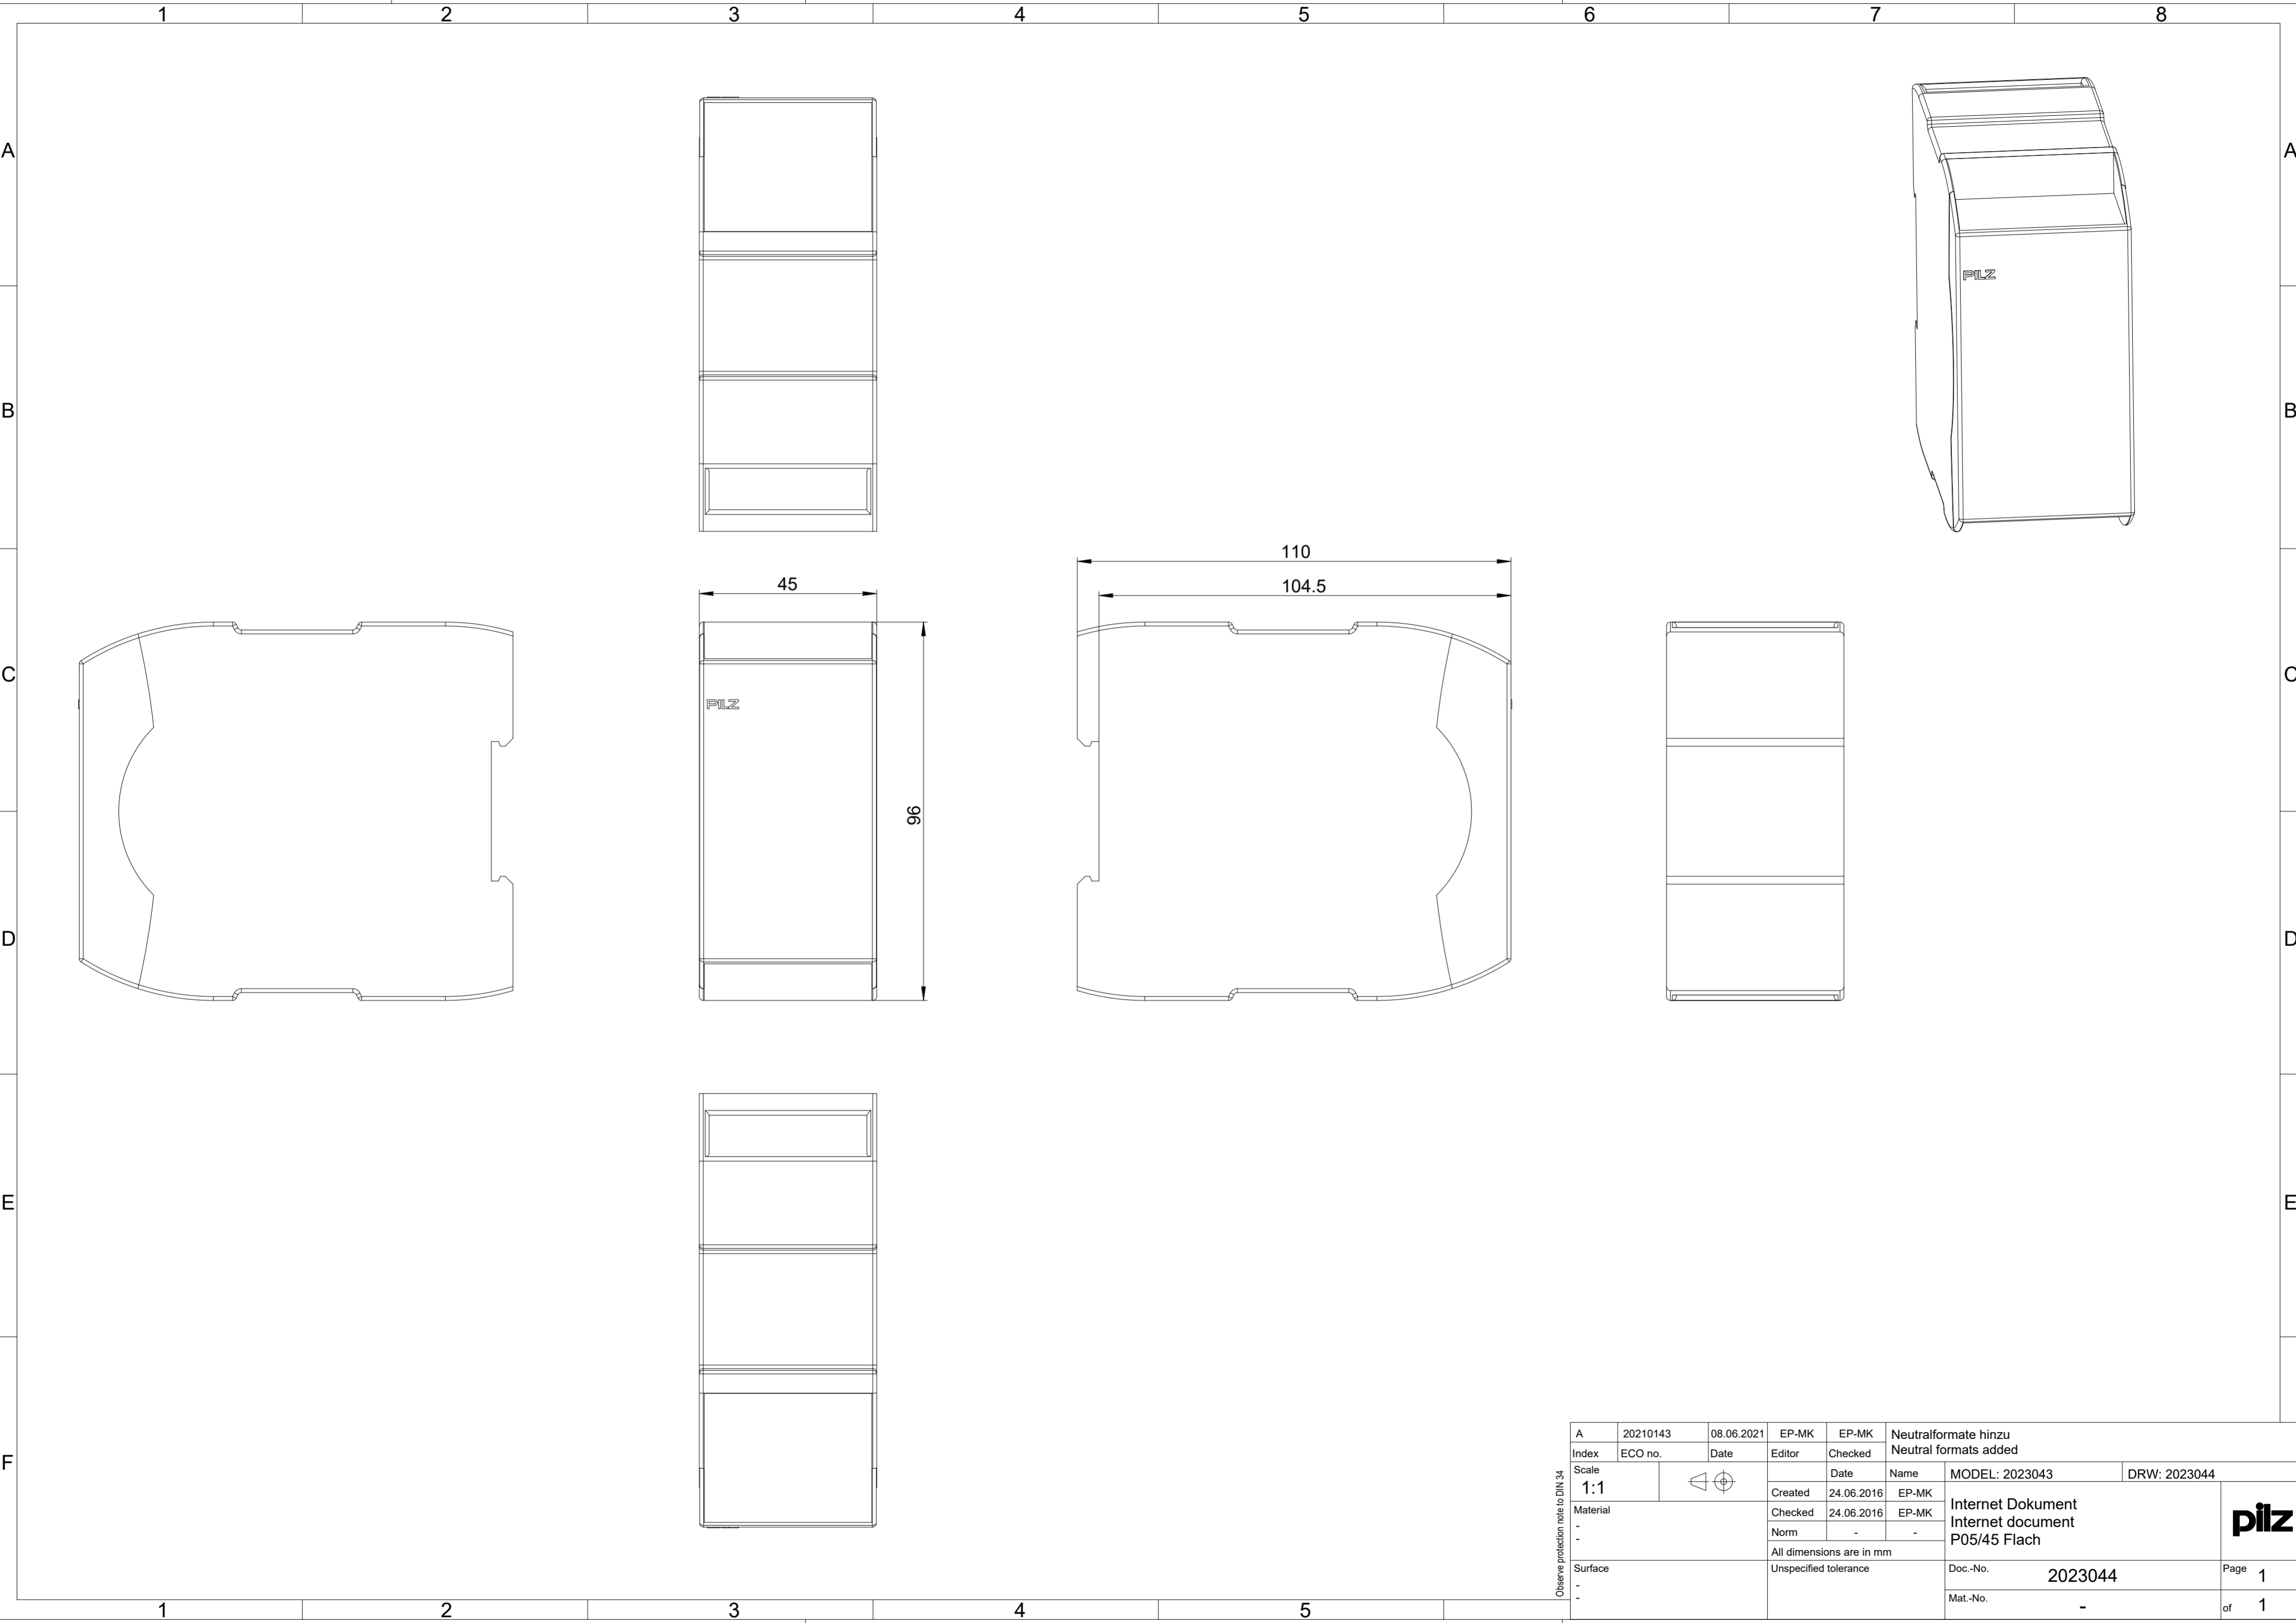 1 2 3 4 5 6 7 8
A A
PILZ
B B
110
45
104.5
C C
PILZ
96
D D
E E
F
Observe protection note to DIN 34
A 20210143 08.06.2021 EP-MK EP-MK Neutralformate hinzu
Index ECO no. Date Editor Checked Neutral formats added
Scale Date Name MODEL: 2023043 DRW: 2023044
1:1
Created 24.06.2016 EP-MK Internet Dokument
Material Checked 24.06.2016 EP-MK Internet document
- Norm - - P05/45 Flach
-
pilz
All dimensions are in mm
Surface Unspecified tolerance Doc.-No. 2023044 Page 1
-
- Mat.-No. - of 1
1 2 3 4 5